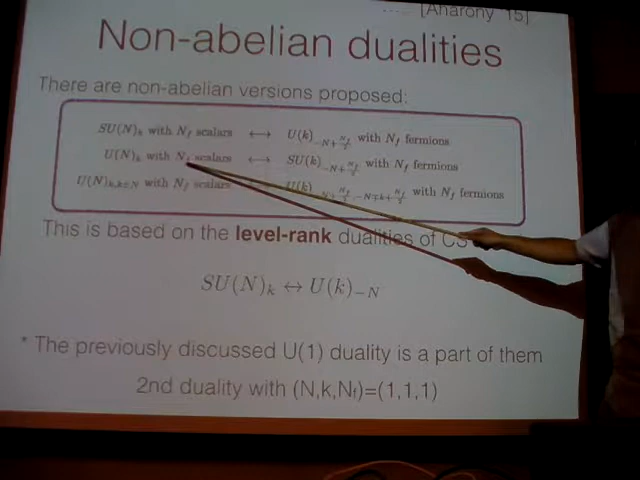 [Aharony '15]
Non-abelian dualities
There are non-abelian versions proposed:
SU(N)_k with N_f scalars ⟷ U(k)_{-N+N_f/2} with N_f fermions
U(N)_k with N_f scalars ⟷ SU(k)_{-N+N_f/2} with N_f fermions
U(N)_{k,k±N} with N_f scalars U(k)_{-N+N_f/2,-N∓k+N_f/2} with N_f fermions
This is based on the level-rank dualities of CS
SU(N)_k ↔ U(k)_{-N}
* The previously discussed U(1) duality is a part of them
2nd duality with (N,k,N_f)=(1,1,1)